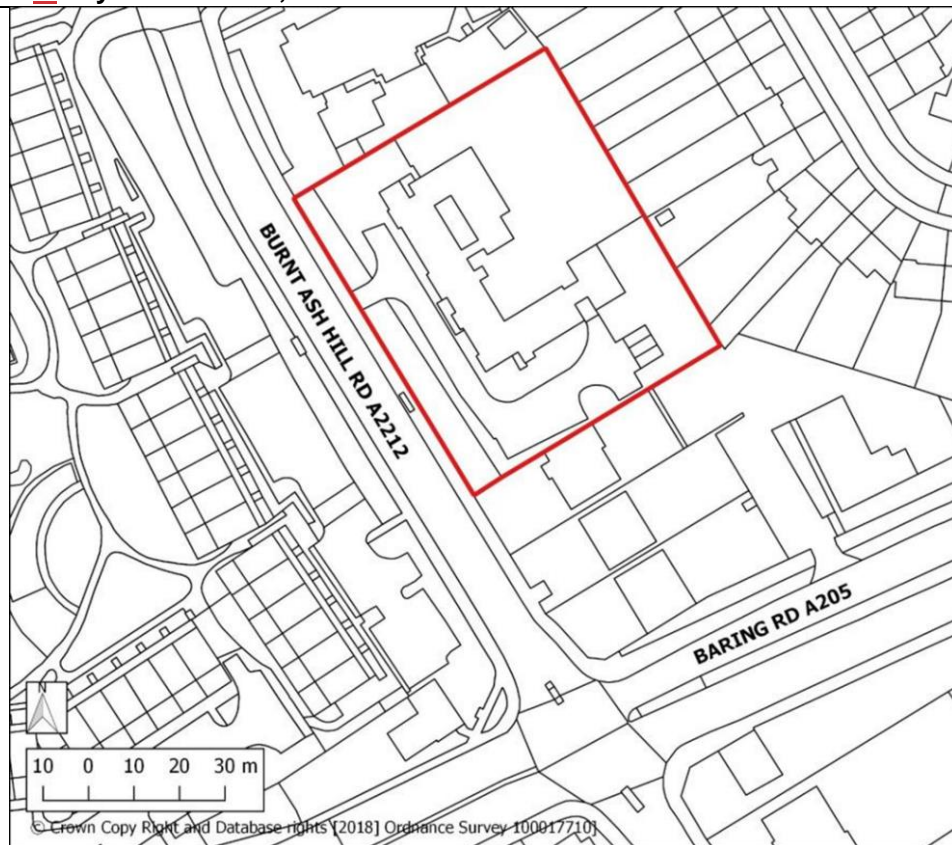 BURNT ASH HILL RD A2212
BARING RD A205
N
10 0 10 20 30 m
© Crown Copy Right and Database rights [2018] Ordnance Survey 100017710]